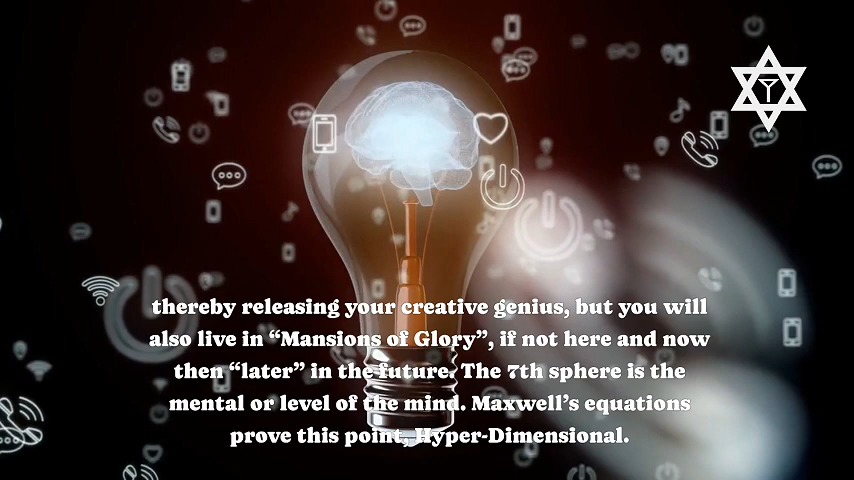 thereby releasing your creative genius, but you will
also live in “Mansions of Glory”, if not here and now
then “later” in the future. The 7th sphere is the
mental or level of the mind. Maxwell’s equations
prove this point, Hyper-Dimensional.